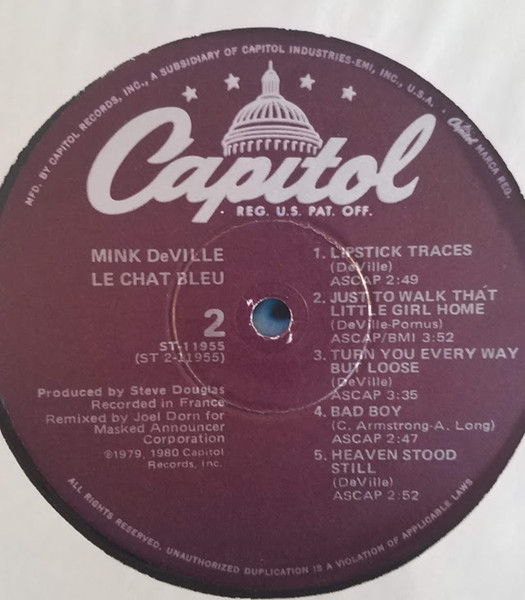 MFD. BY CAPITOL RECORDS, INC., A SUBSIDIARY OF CAPITOL INDUSTRIES-EMI, INC., U.S.A. · Capitol MARCA REG.
Capitol
REG. U.S. PAT. OFF.
MINK DeVILLE
LE CHAT BLEU
2
ST-11955
(ST 2-11955)
Produced by Steve Douglas
Recorded in France
Remixed by Joel Dorn for
Masked Announcer
Corporation
℗1979, 1980 Capitol
Records, Inc.
1. LIPSTICK TRACES
(DeVille)
ASCAP 2:49
2. JUST TO WALK THAT
LITTLE GIRL HOME
(DeVille-Pomus)
ASCAP/BMI 3:52
3. TURN YOU EVERY WAY
BUT LOOSE
(DeVille)
ASCAP 3:35
4. BAD BOY
(C. Armstrong-A. Long)
ASCAP 2:47
5. HEAVEN STOOD
STILL
(DeVille)
ASCAP 2:52
ALL RIGHTS RESERVED. UNAUTHORIZED DUPLICATION IS A VIOLATION OF APPLICABLE LAWS